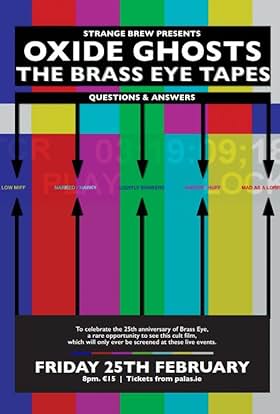 STRANGE BREW PRESENTS
OXIDE GHOSTS
THE BRASS EYE TAPES
QUESTIONS & ANSWERS
LOW MIFF
MAD AS A LORRY
To celebrate the 25th anniversary of Brass Eye,
a rare opportunity to see this cult film,
which will only ever be screened at these live events.
FRIDAY 25TH FEBRUARY
8pm. €15 | Tickets from palas.ie